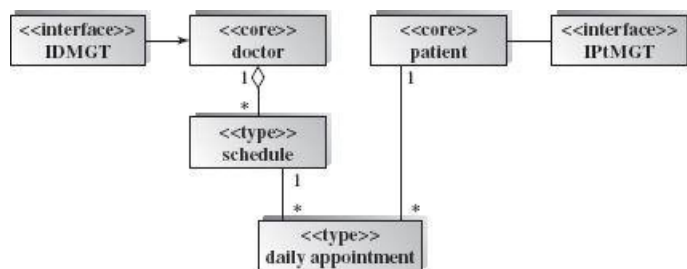 <<interface>>
IDMGT
<<core>>
doctor
<<core>>
patient
<<interface>>
IPtMGT
1
1
*
<<type>>
schedule
1
*
*
<<type>>
daily appointment